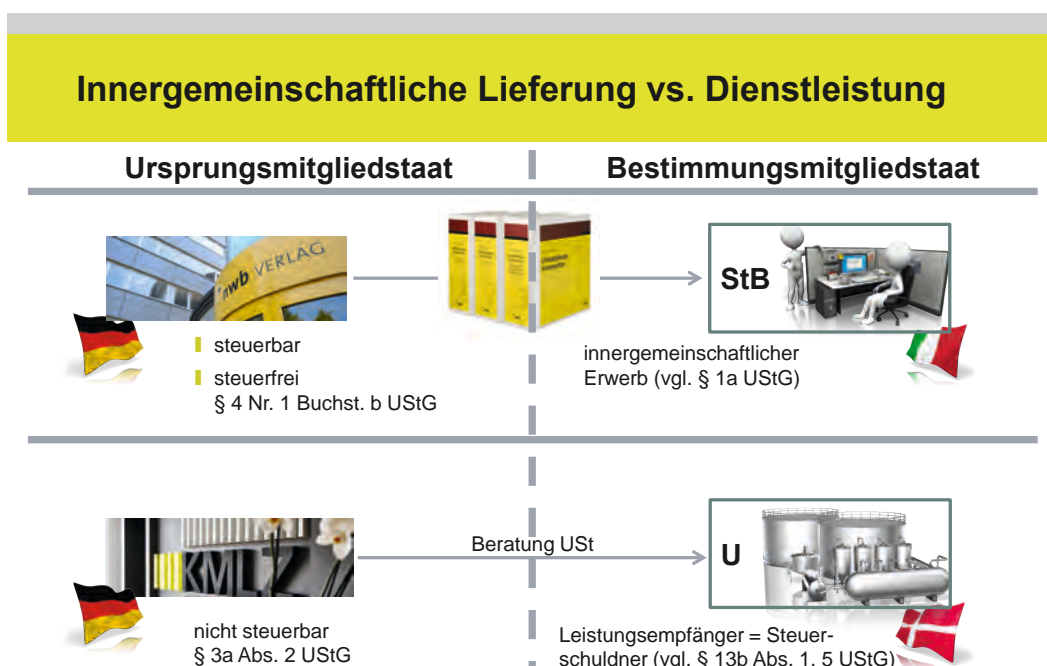 Innergemeinschaftliche Lieferung vs. Dienstleistung
Ursprungsmitgliedstaat
Bestimmungsmitgliedstaat
nwb VERLAG
StB
steuerbar
steuerfrei
§ 4 Nr. 1 Buchst. b UStG
innergemeinschaftlicher
Erwerb (vgl. § 1a UStG)
KMLZ
Beratung USt
U
nicht steuerbar
§ 3a Abs. 2 UStG
Leistungsempfänger = Steuer-
schuldner (vgl. § 13b Abs. 1, 5 UStG)